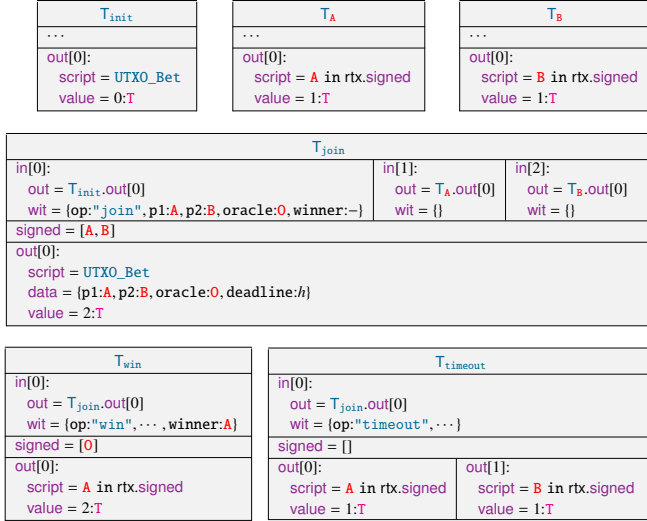 T_init
...
out[0]:
script = UTXO_Bet
value = 0:T
T_A
...
out[0]:
script = A in rtx.signed
value = 1:T
T_B
...
out[0]:
script = B in rtx.signed
value = 1:T
T_join
in[0]:
out = T_init.out[0]
wit = {op:"join", p1:A, p2:B, oracle:O, winner:−}
in[1]:
out = T_A.out[0]
wit = {}
in[2]:
out = T_B.out[0]
wit = {}
signed = [A, B]
out[0]:
script = UTXO_Bet
data = {p1:A, p2:B, oracle:O, deadline:h}
value = 2:T
T_win
in[0]:
out = T_join.out[0]
wit = {op:"win", ⋯ , winner:A}
signed = [O]
out[0]:
script = A in rtx.signed
value = 2:T
T_timeout
in[0]:
out = T_join.out[0]
wit = {op:"timeout", ⋯}
signed = []
out[0]:
script = A in rtx.signed
value = 1:T
out[1]:
script = B in rtx.signed
value = 1:T